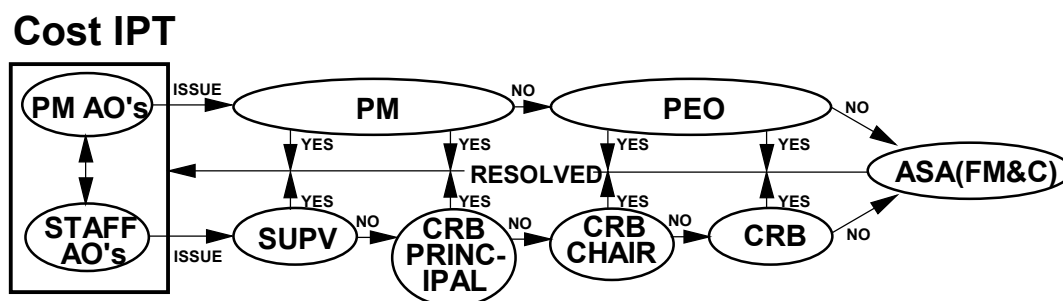 Cost IPT
PM AO's
ISSUE
PM
NO
PEO
NO
YES
YES
YES
YES
RESOLVED
ASA(FM&C)
YES
YES
YES
YES
STAFF
AO's
ISSUE
SUPV
NO
CRB
PRINC-
IPAL
NO
CRB
CHAIR
NO
CRB
NO